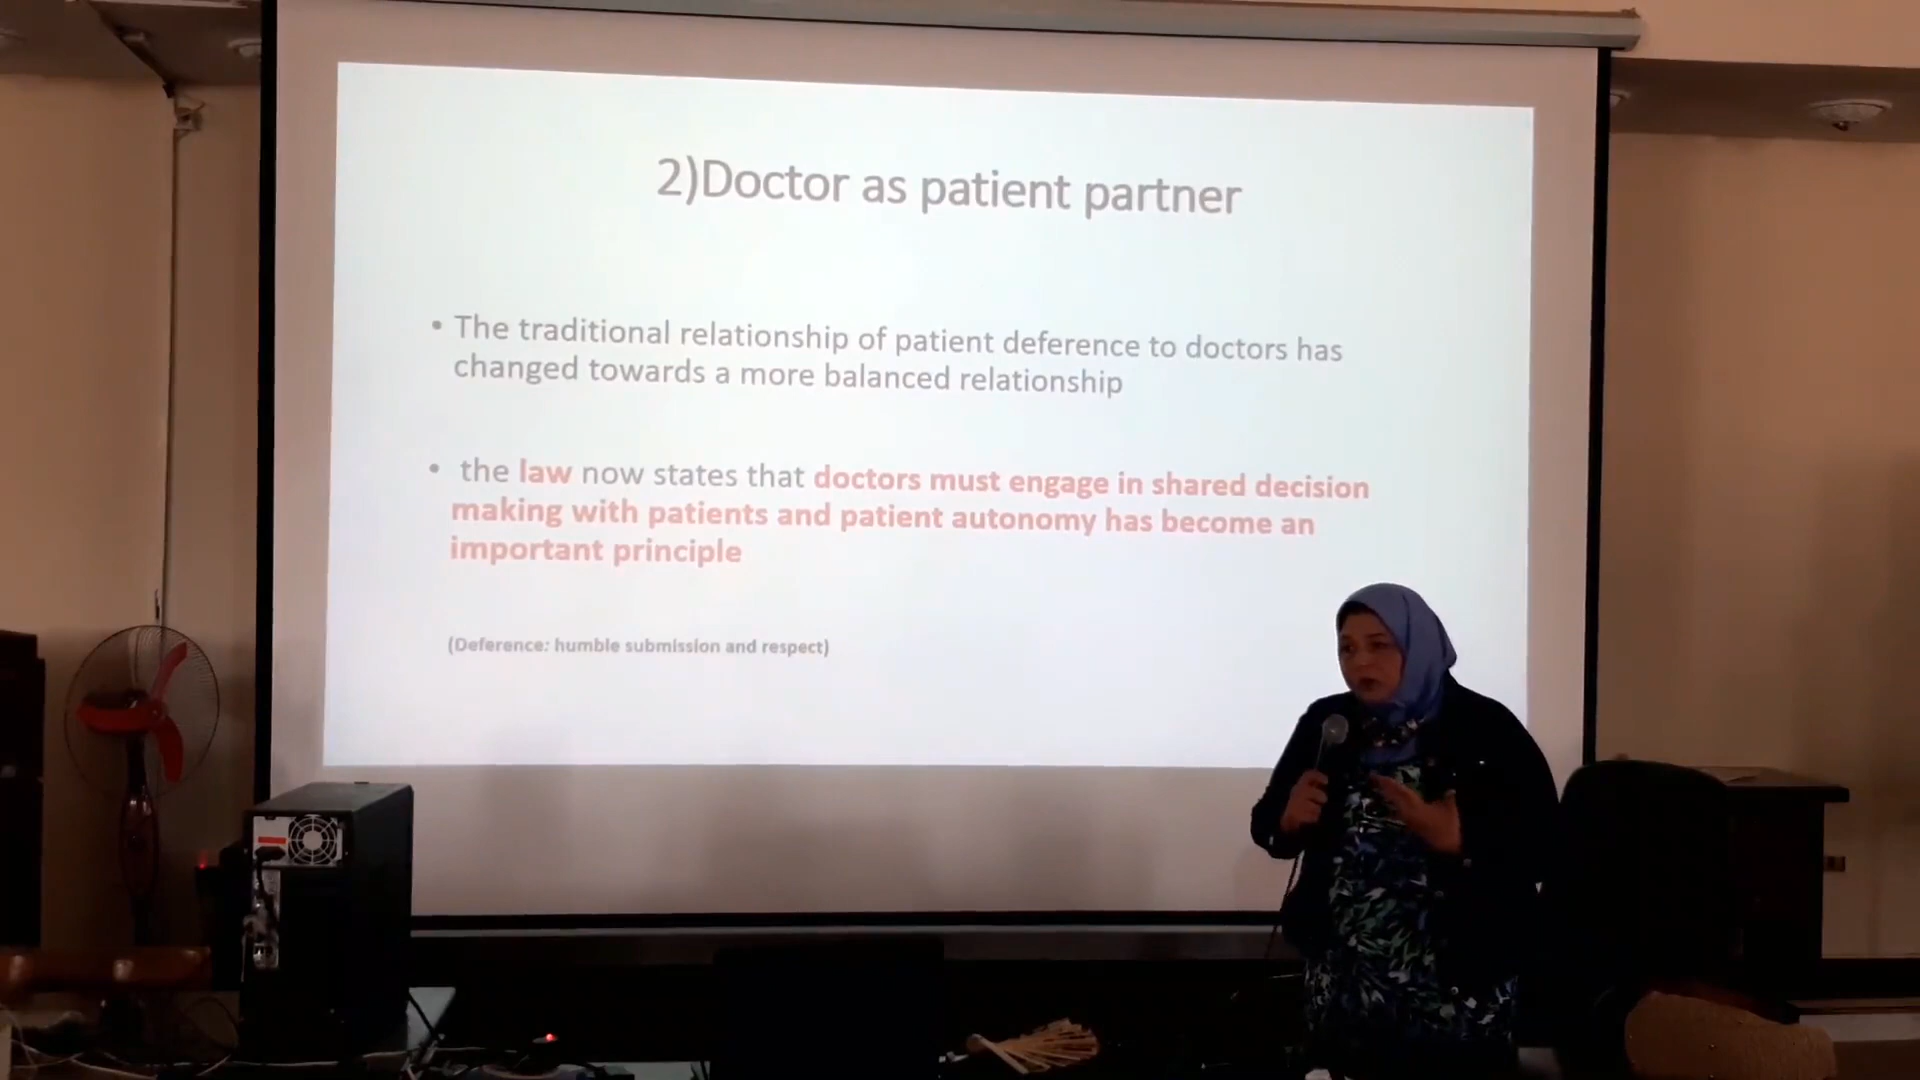 2)Doctor as patient partner
• The traditional relationship of patient deference to doctors has
changed towards a more balanced relationship
• the law now states that doctors must engage in shared decision
making with patients and patient autonomy has become an
important principle
(Deference: humble submission and respect)